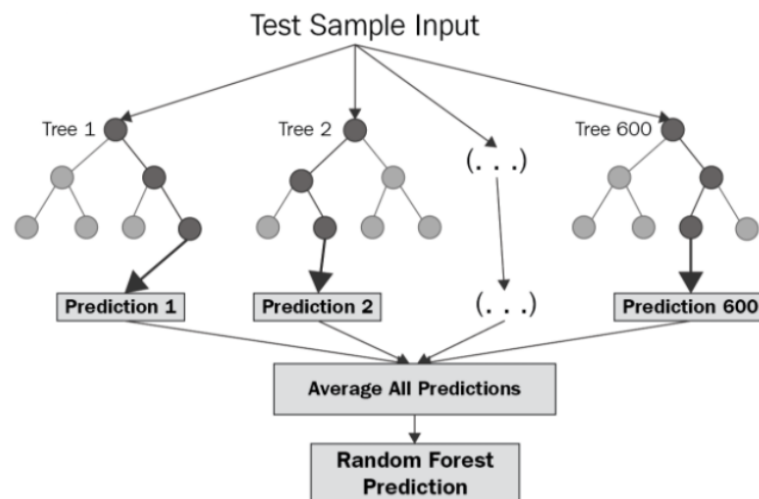 Test Sample Input
Tree 1
Tree 2
Tree 600
(. . .)
(. . .)
Prediction 1
Prediction 2
Prediction 600
Average All Predictions
Random Forest
Prediction